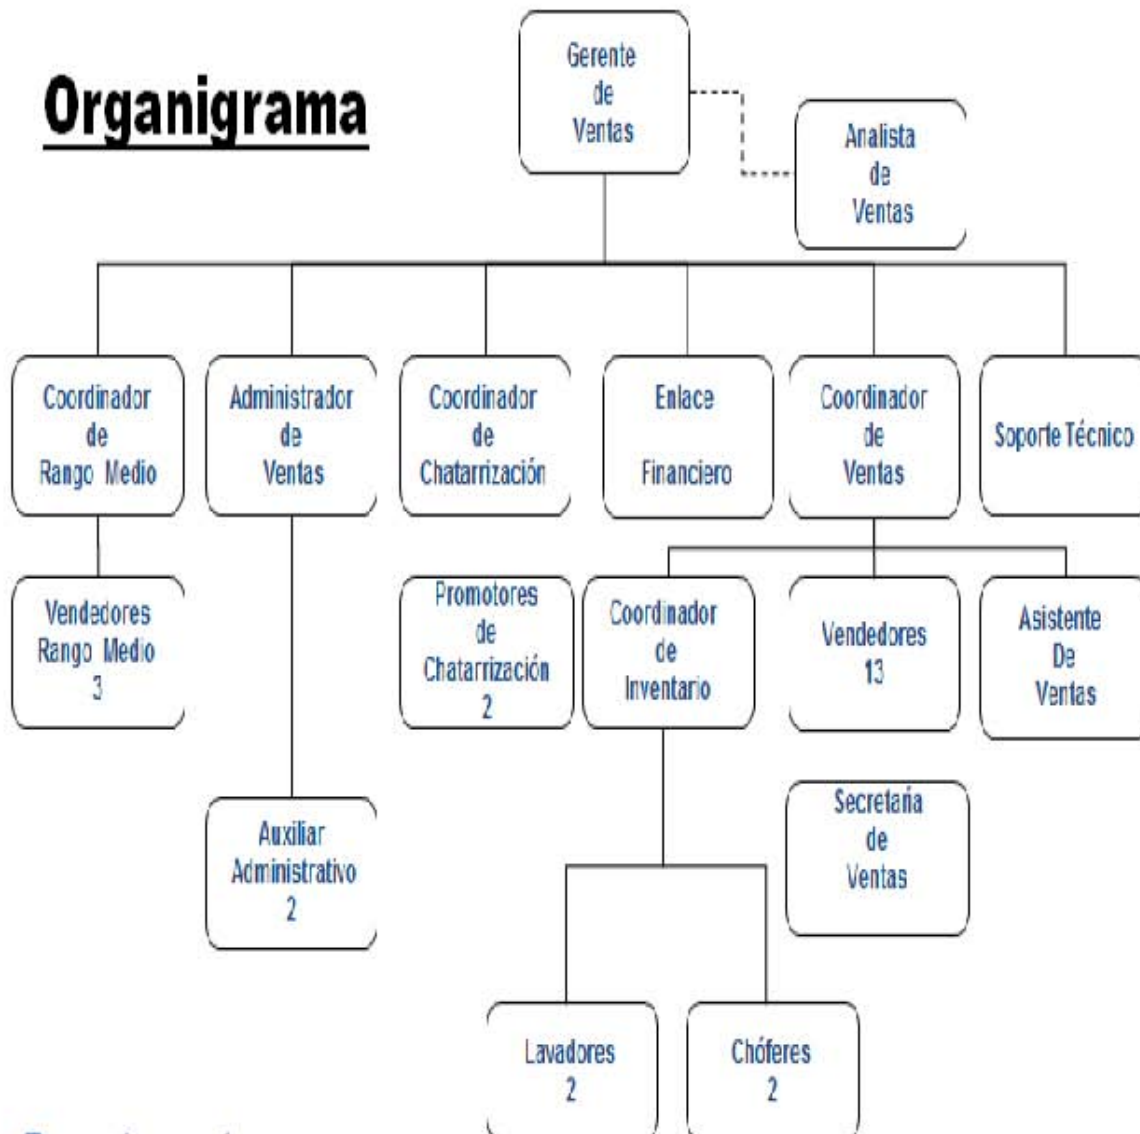 Organigrama
Gerente
de
Ventas
Analista
de
Ventas
Coordinador
de
Rango Medio
Administrador
de
Ventas
Coordinador
de
Chatarrización
Enlace
Financiero
Coordinador
de
Ventas
Soporte Técnico
Vendedores
Rango Medio
3
Promotores
de
Chatarrización
2
Coordinador
de
Inventario
Vendedores
13
Asistente
De
Ventas
Auxiliar
Administrativo
2
Secretaría
de
Ventas
Lavadores
2
Chóferes
2